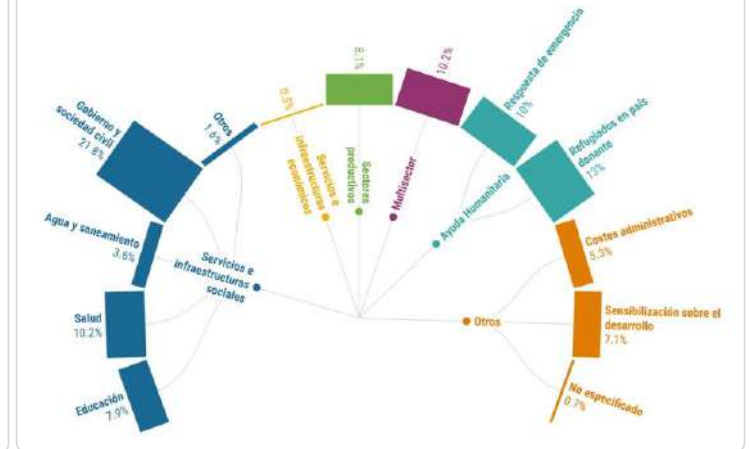 Educación
7.9%
Salud
10.2%
Agua y saneamiento
3.6%
Gobierno y
sociedad civil
21.8%
Otros
1.6%
Servicios e
infraestructuras
sociales
0.5%
Servicios e
infraestructuras
económicos
8.1%
Sectores
productivos
10.2%
Multisector
Respuesta de emergencia
10%
Refugiados en país
donante
13%
Ayuda Humanitaria
Costes administrativos
5.3%
Sensibilización sobre el
desarrollo
7.1%
No especificado
0.7%
Otros